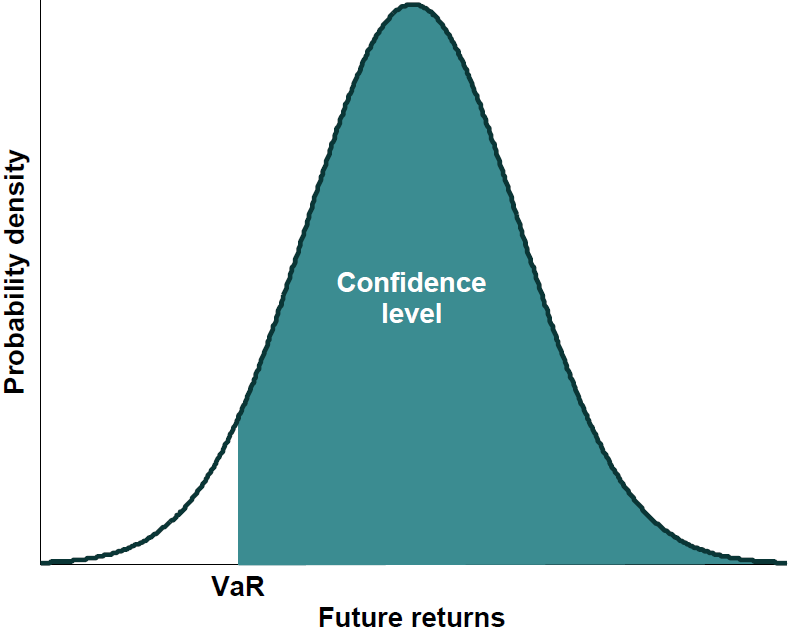 Probability density
Confidence
level
VaR
Future returns